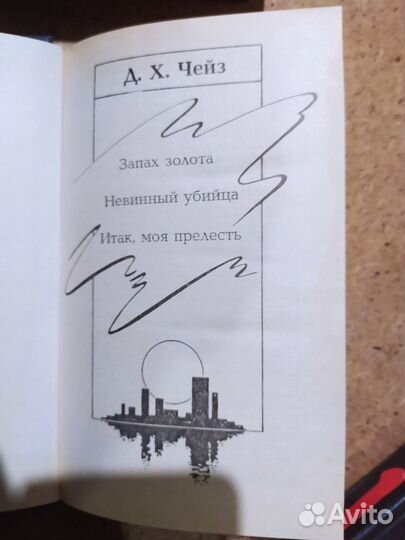 Д. Х. Чейз
Запах золота
Невинный убийца
Итак, моя прелесть
Avito